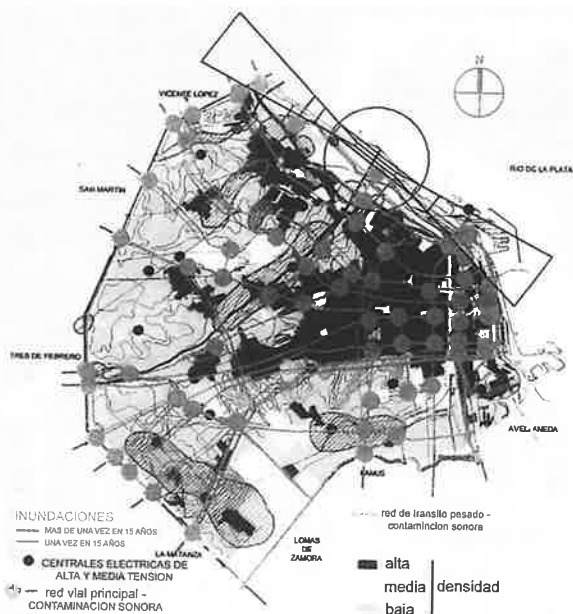 N
VICENTE LOPEZ
RIO DE LA PLATA
SAN MARTIN
TRES DE FEBRERO
AVELLANEDA
LANUS
LOMAS
DE
ZAMORA
LA MATANZA
INUNDACIONES
MAS DE UNA VEZ EN 15 AÑOS
UNA VEZ EN 15 AÑOS
CENTRALES ELECTRICAS DE
ALTA Y MEDIA TENSION
red vial principal -
CONTAMINACION SONORA
red de transito pesado -
contamincion sonora
alta
media densidad
baja